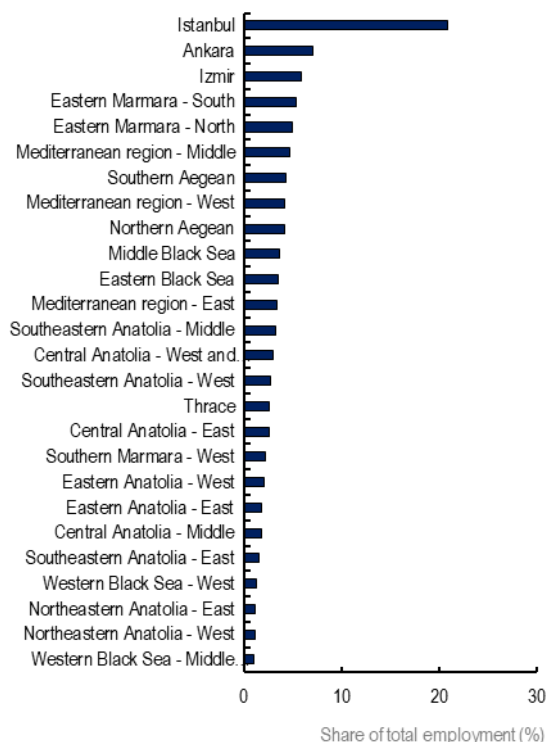 Istanbul
Ankara
Izmir
Eastern Marmara - South
Eastern Marmara - North
Mediterranean region - Middle
Southern Aegean
Mediterranean region - West
Northern Aegean
Middle Black Sea
Eastern Black Sea
Mediterranean region - East
Southeastern Anatolia - Middle
Central Anatolia - West and.
Southeastern Anatolia - West
Thrace
Central Anatolia - East
Southern Marmara - West
Eastern Anatolia - West
Eastern Anatolia - East
Central Anatolia - Middle
Southeastern Anatolia - East
Western Black Sea - West
Northeastern Anatolia - East
Northeastern Anatolia - West
Western Black Sea - Middle.
0 10 20 30
Share of total employment (%)